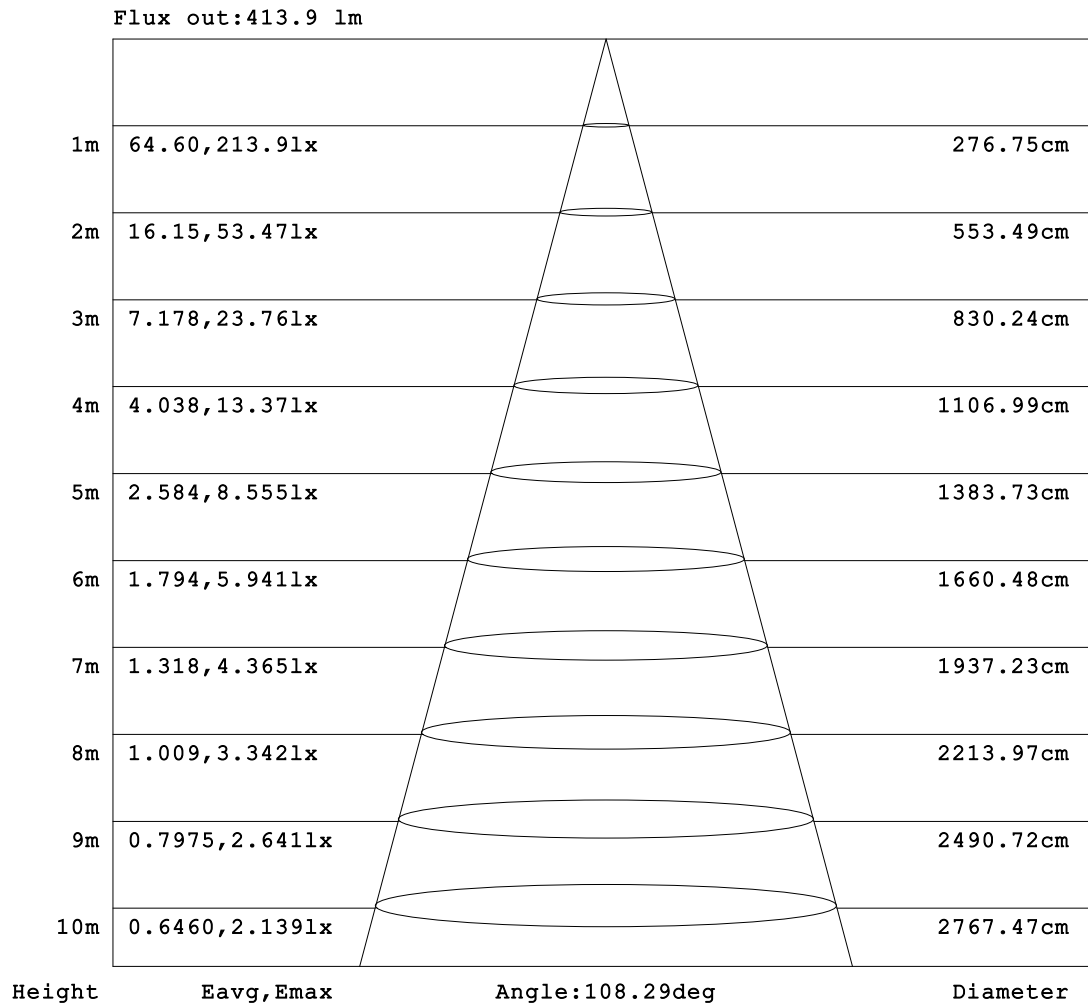 Flux out:413.9 lm
1m 64.60,213.9lx 276.75cm
2m 16.15,53.47lx 553.49cm
3m 7.178,23.76lx 830.24cm
4m 4.038,13.37lx 1106.99cm
5m 2.584,8.555lx 1383.73cm
6m 1.794,5.941lx 1660.48cm
7m 1.318,4.365lx 1937.23cm
8m 1.009,3.342lx 2213.97cm
9m 0.7975,2.641lx 2490.72cm
10m 0.6460,2.139lx 2767.47cm
Height Eavg,Emax Angle:108.29deg Diameter